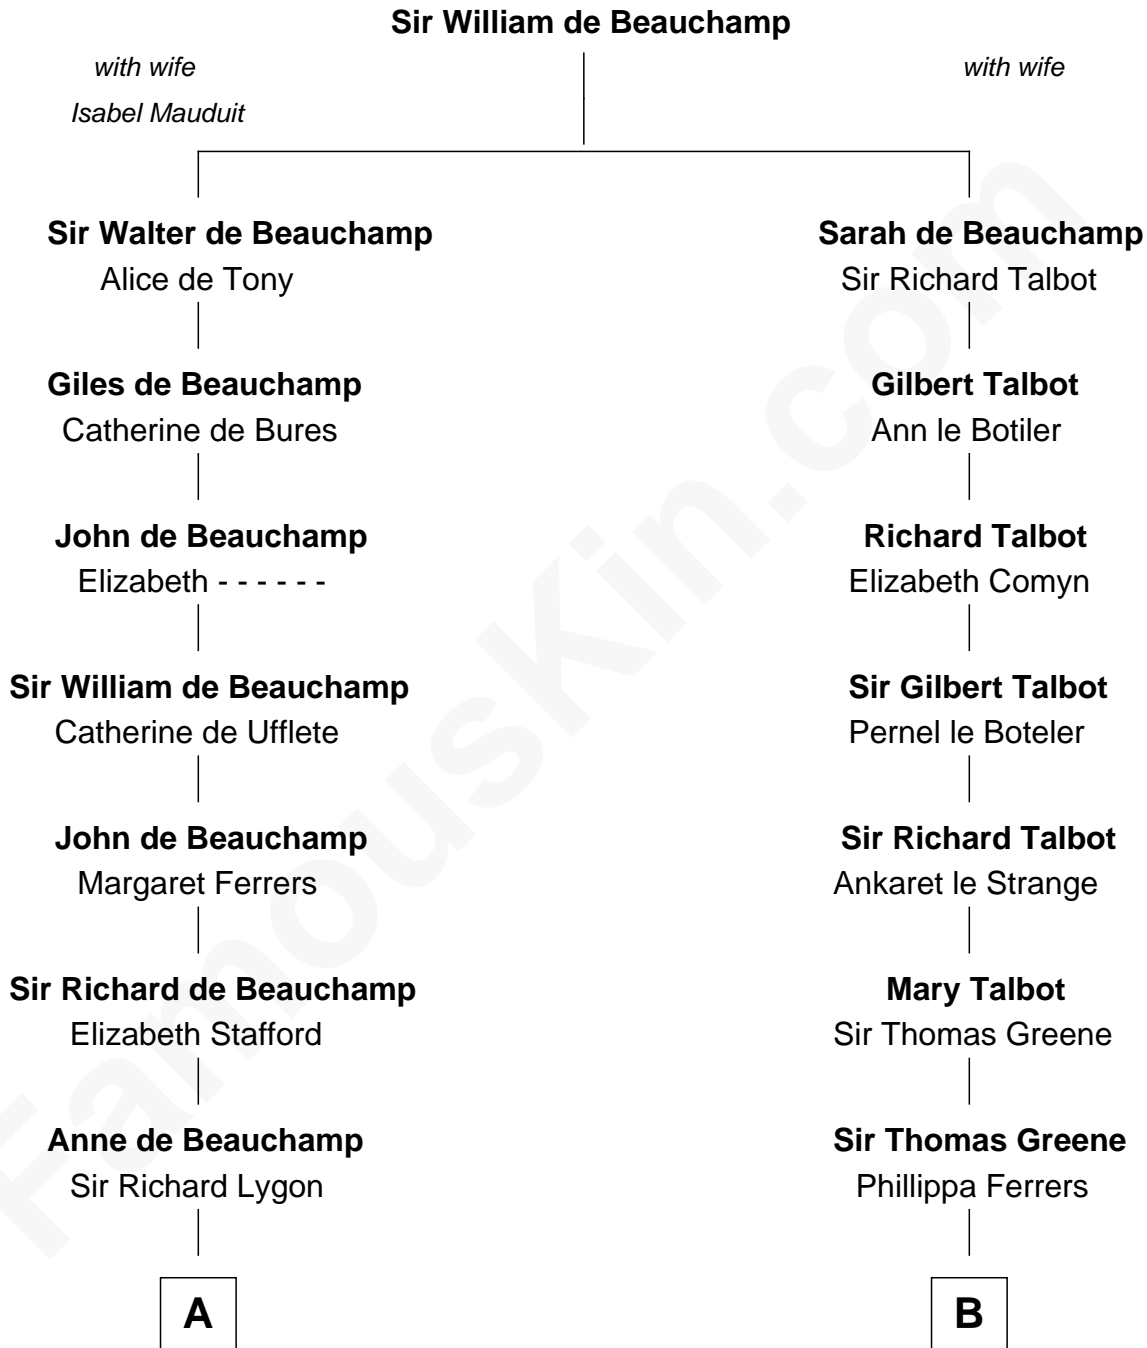 Sir William de Beauchamp
with wife
with wife
Isabel Mauduit
Sir Walter de Beauchamp
Sarah de Beauchamp
Alice de Tony
Sir Richard Talbot
Giles de Beauchamp
Gilbert Talbot
Catherine de Bures
Ann le Botiler
John de Beauchamp
Richard Talbot
Elizabeth - - - - - -
Elizabeth Comyn
Sir William de Beauchamp
Sir Gilbert Talbot
Catherine de Ufflete
Pernel le Boteler
John de Beauchamp
Sir Richard Talbot
Margaret Ferrers
Ankaret le Strange
Sir Richard de Beauchamp
Mary Talbot
Elizabeth Stafford
Sir Thomas Greene
Anne de Beauchamp
Sir Thomas Greene
Sir Richard Lygon
Phillippa Ferrers
A
B
FamousKin.com